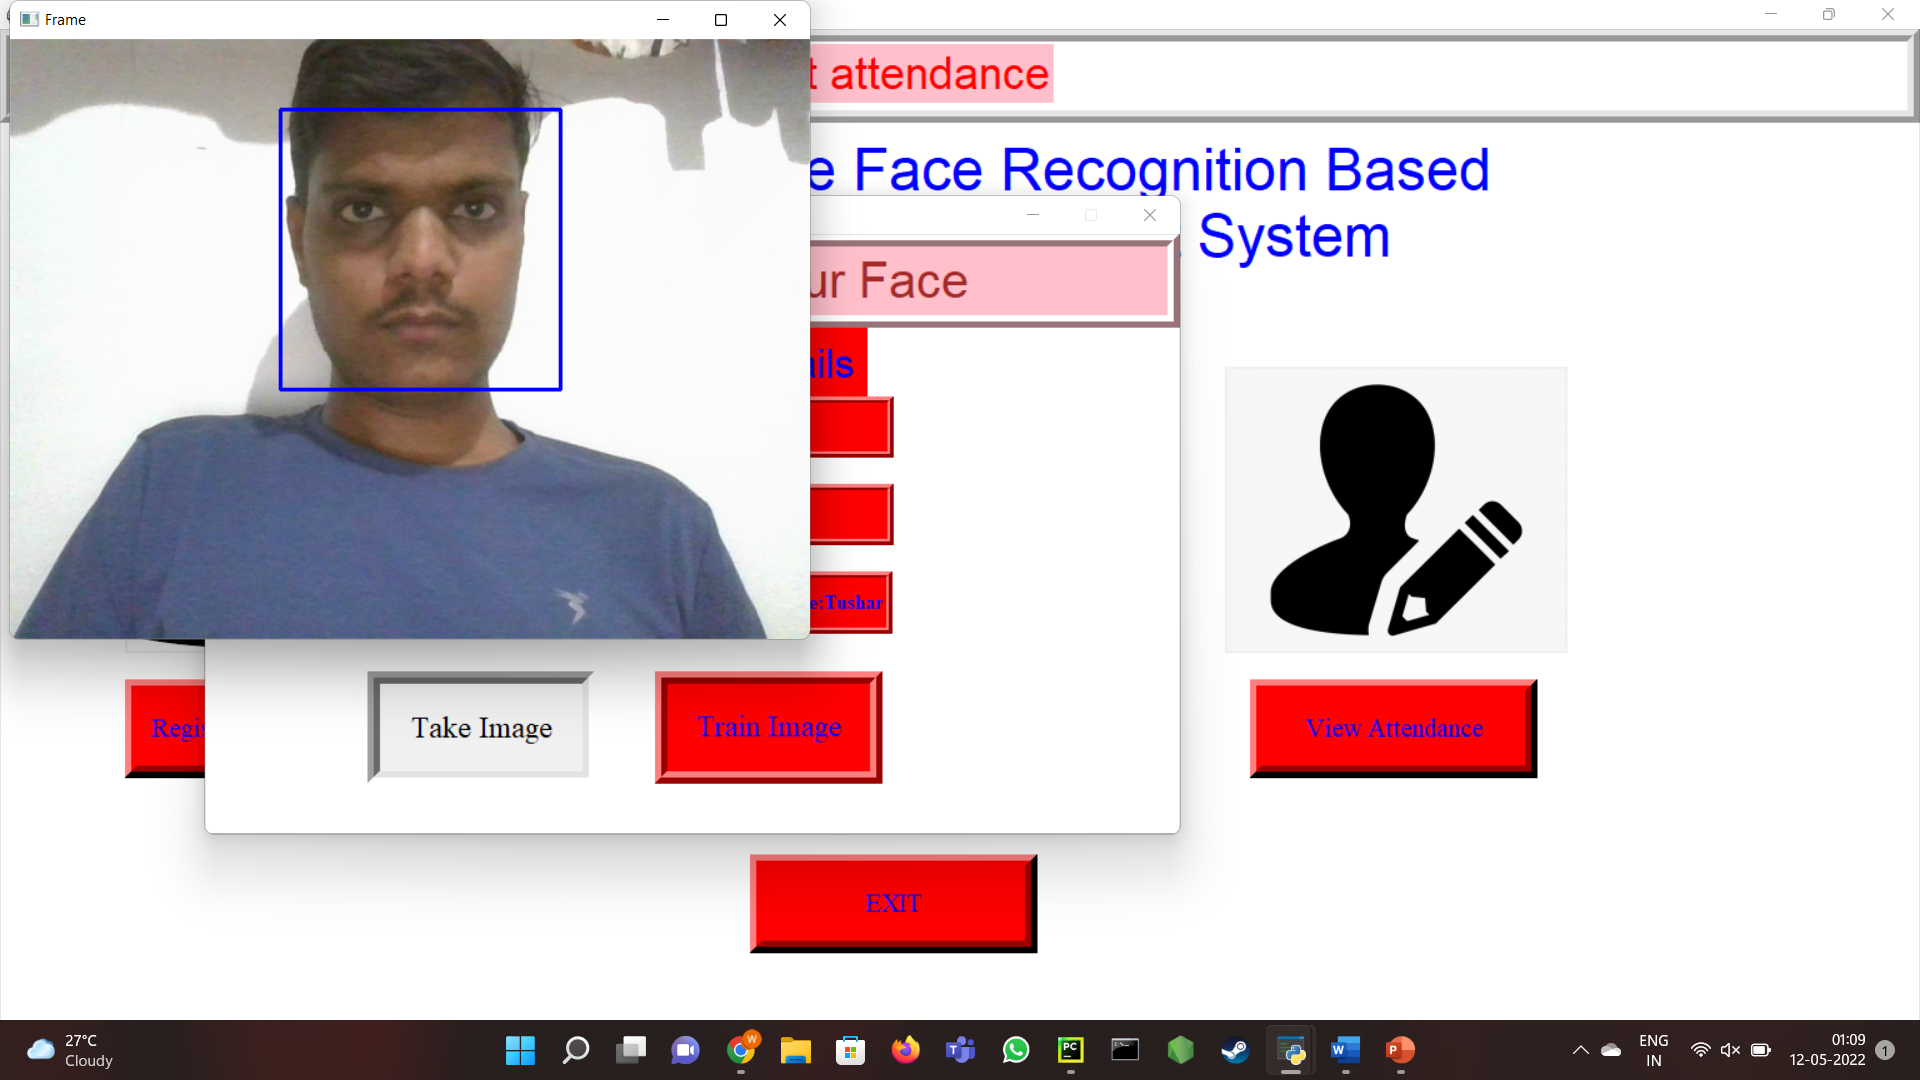 Frame
t attendance
e Face Recognition Based
System
ur Face
ils
e:Tushar
Take Image
Train Image
Regis
View Attendance
EXIT
27°C
Cloudy
ENG
IN
01:09
12-05-2022
1